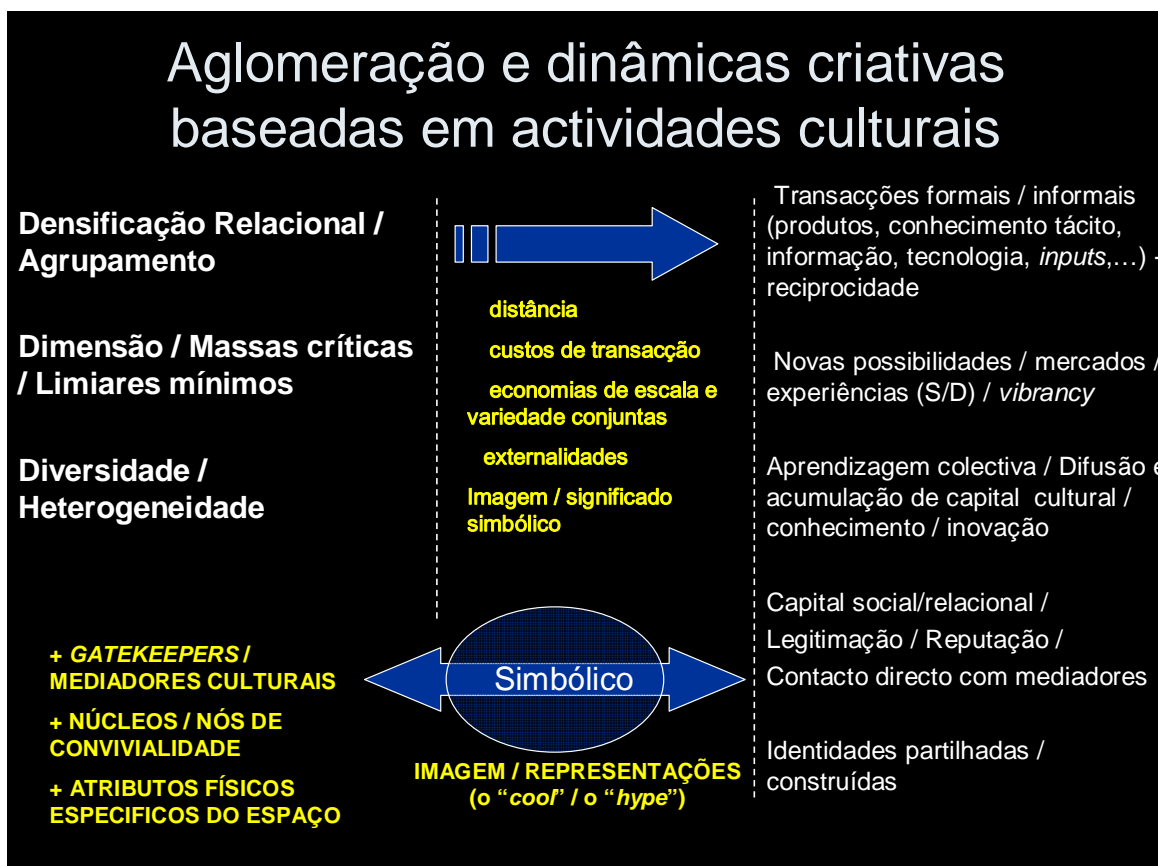 Aglomeração e dinâmicas criativas
baseadas em actividades culturais
Densificação Relacional /
Agrupamento
Dimensão / Massas críticas
/ Limiares mínimos
Diversidade /
Heterogeneidade
distância
custos de transacção
economias de escala e
variedade conjuntas
externalidades
Imagem / significado
simbólico
Transacções formais / informais
(produtos, conhecimento tácito,
informação, tecnologia, inputs,…) -
reciprocidade
Novas possibilidades / mercados /
experiências (S/D) / vibrancy
Aprendizagem colectiva / Difusão e
acumulação de capital cultural /
conhecimento / inovação
Capital social/relacional /
Legitimação / Reputação /
Contacto directo com mediadores
Identidades partilhadas /
construídas
+ GATEKEEPERS /
MEDIADORES CULTURAIS
+ NÚCLEOS / NÓS DE
CONVIVIALIDADE
+ ATRIBUTOS FÍSICOS
ESPECIFICOS DO ESPAÇO
Simbólico
IMAGEM / REPRESENTAÇÕES
(o “cool” / o “hype”)